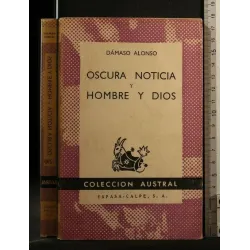 DÁMASO ALONSO
OSCURA NOTICIA
Y
HOMBRE Y DIOS
COLECCION AUSTRAL
ESPASA-CALPE, S. A.